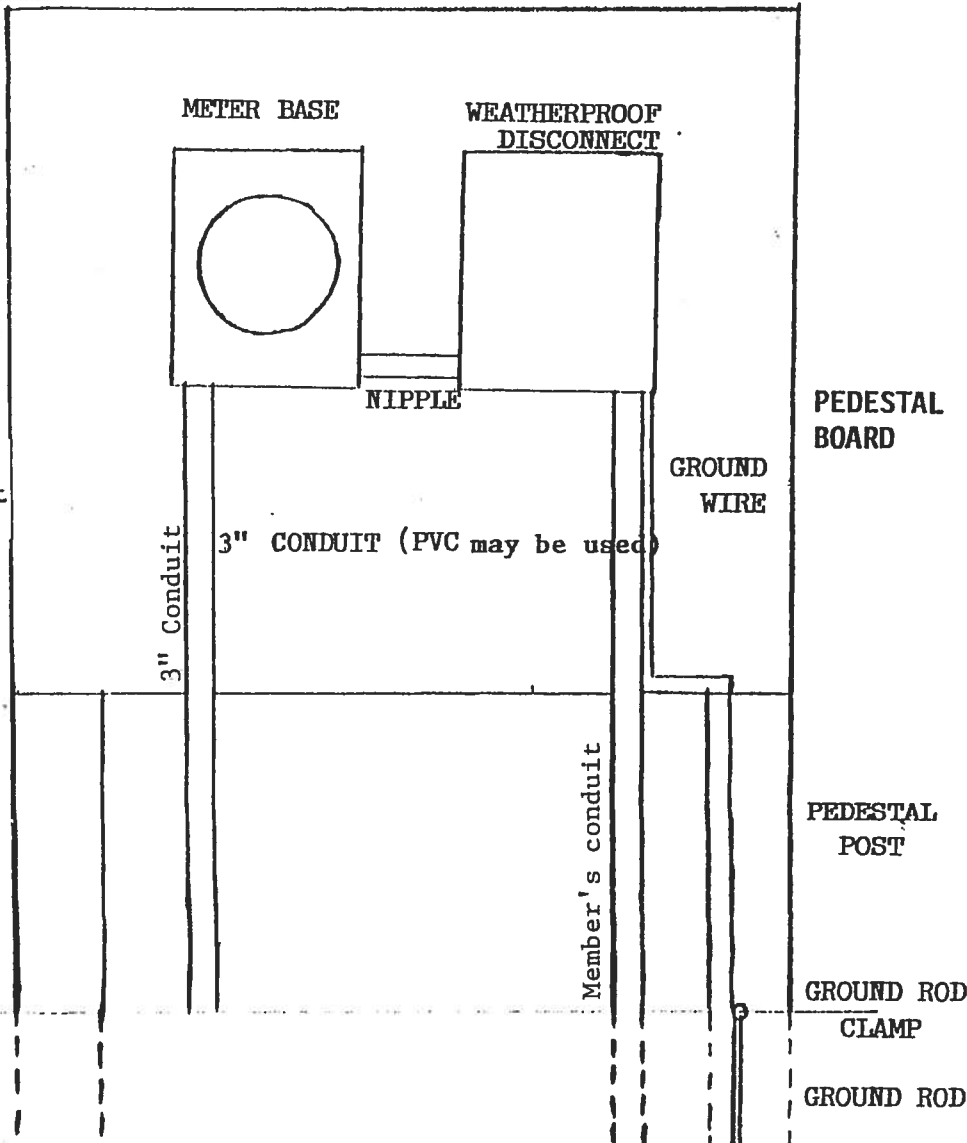 METER BASE
WEATHERPROOF
DISCONNECT
NIPPLE
PEDESTAL
BOARD
GROUND
WIRE
3" CONDUIT (PVC may be used)
3" Conduit
Member's conduit
PEDESTAL
POST
GROUND ROD
CLAMP
GROUND ROD